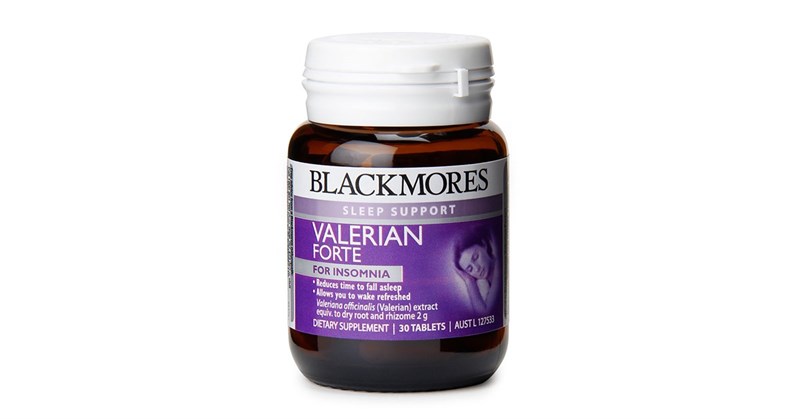 BLACKMORES
SLEEP SUPPORT
VALERIAN
FORTE
FOR INSOMNIA
• Reduces time to fall asleep
• Allows you to wake refreshed
Valeriana officinalis (Valerian) extract
equiv. to dry root and rhizome 2 g
DIETARY SUPPLEMENT | 30 TABLETS | AUST L 127533